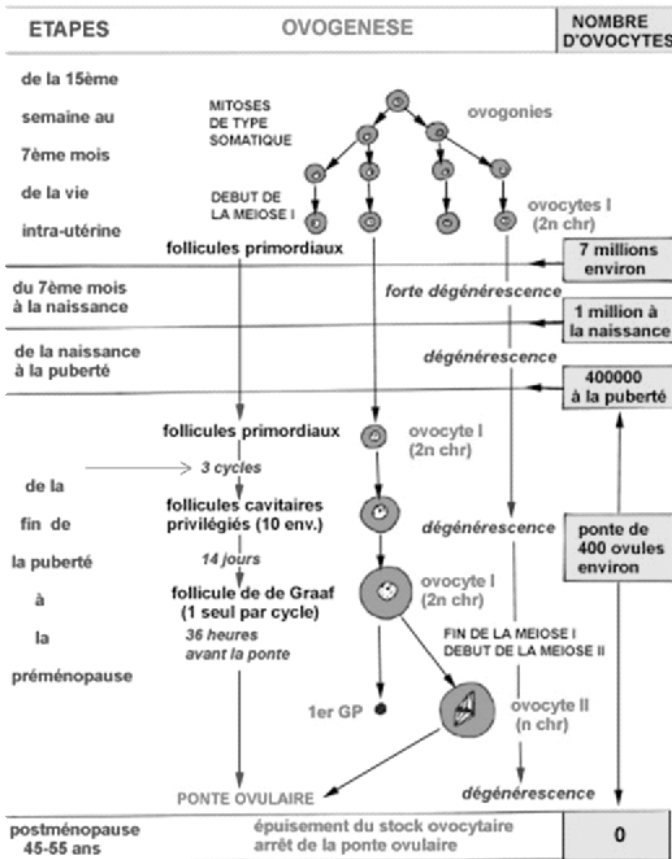 ETAPES
OVOGENESE
NOMBRE
D'OVOCYTES
de la 15ème
semaine au
7ème mois
de la vie
intra-utérine
MITOSES
DE TYPE
SOMATIQUE
ovogonies
DEBUT DE
LA MEIOSE I
ovocytes I
(2n chr)
follicules primordiaux
7 millions
environ
du 7ème mois
à la naissance
forte dégénérescence
1 million à
la naissance
de la naissance
à la puberté
dégénérescence
400000
à la puberté
follicules primordiaux
ovocyte I
(2n chr)
3 cycles
de la
fin de
la puberté
à
la
préménopause
follicules cavitaires
privilégiés (10 env.)
dégénérescence
ponte de
400 ovules
environ
14 jours
follicule de de Graaf
(1 seul par cycle)
ovocyte I
(2n chr)
36 heures
avant la ponte
FIN DE LA MEIOSE I
DEBUT DE LA MEIOSE II
1er GP
ovocyte II
(n chr)
PONTE OVULAIRE
dégénérescence
postménopause
45-55 ans
épuisement du stock ovocytaire
arrêt de la ponte ovulaire
0